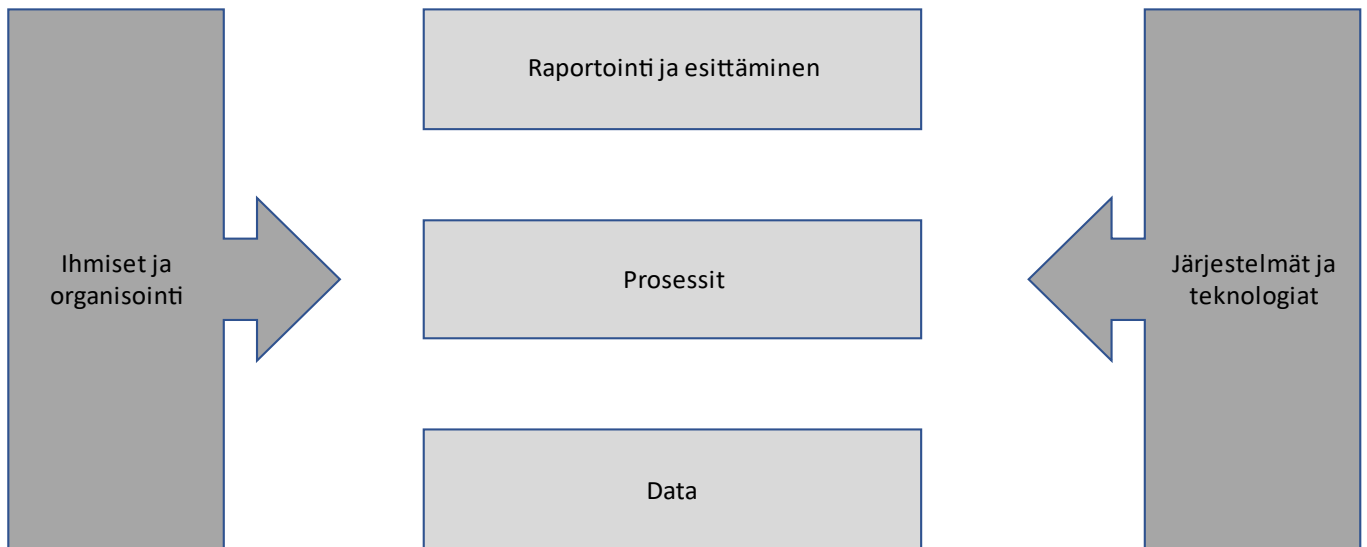 Raportointi ja esittäminen
Ihmiset ja
organisointi
Prosessit
Järjestelmät ja
teknologiat
Data